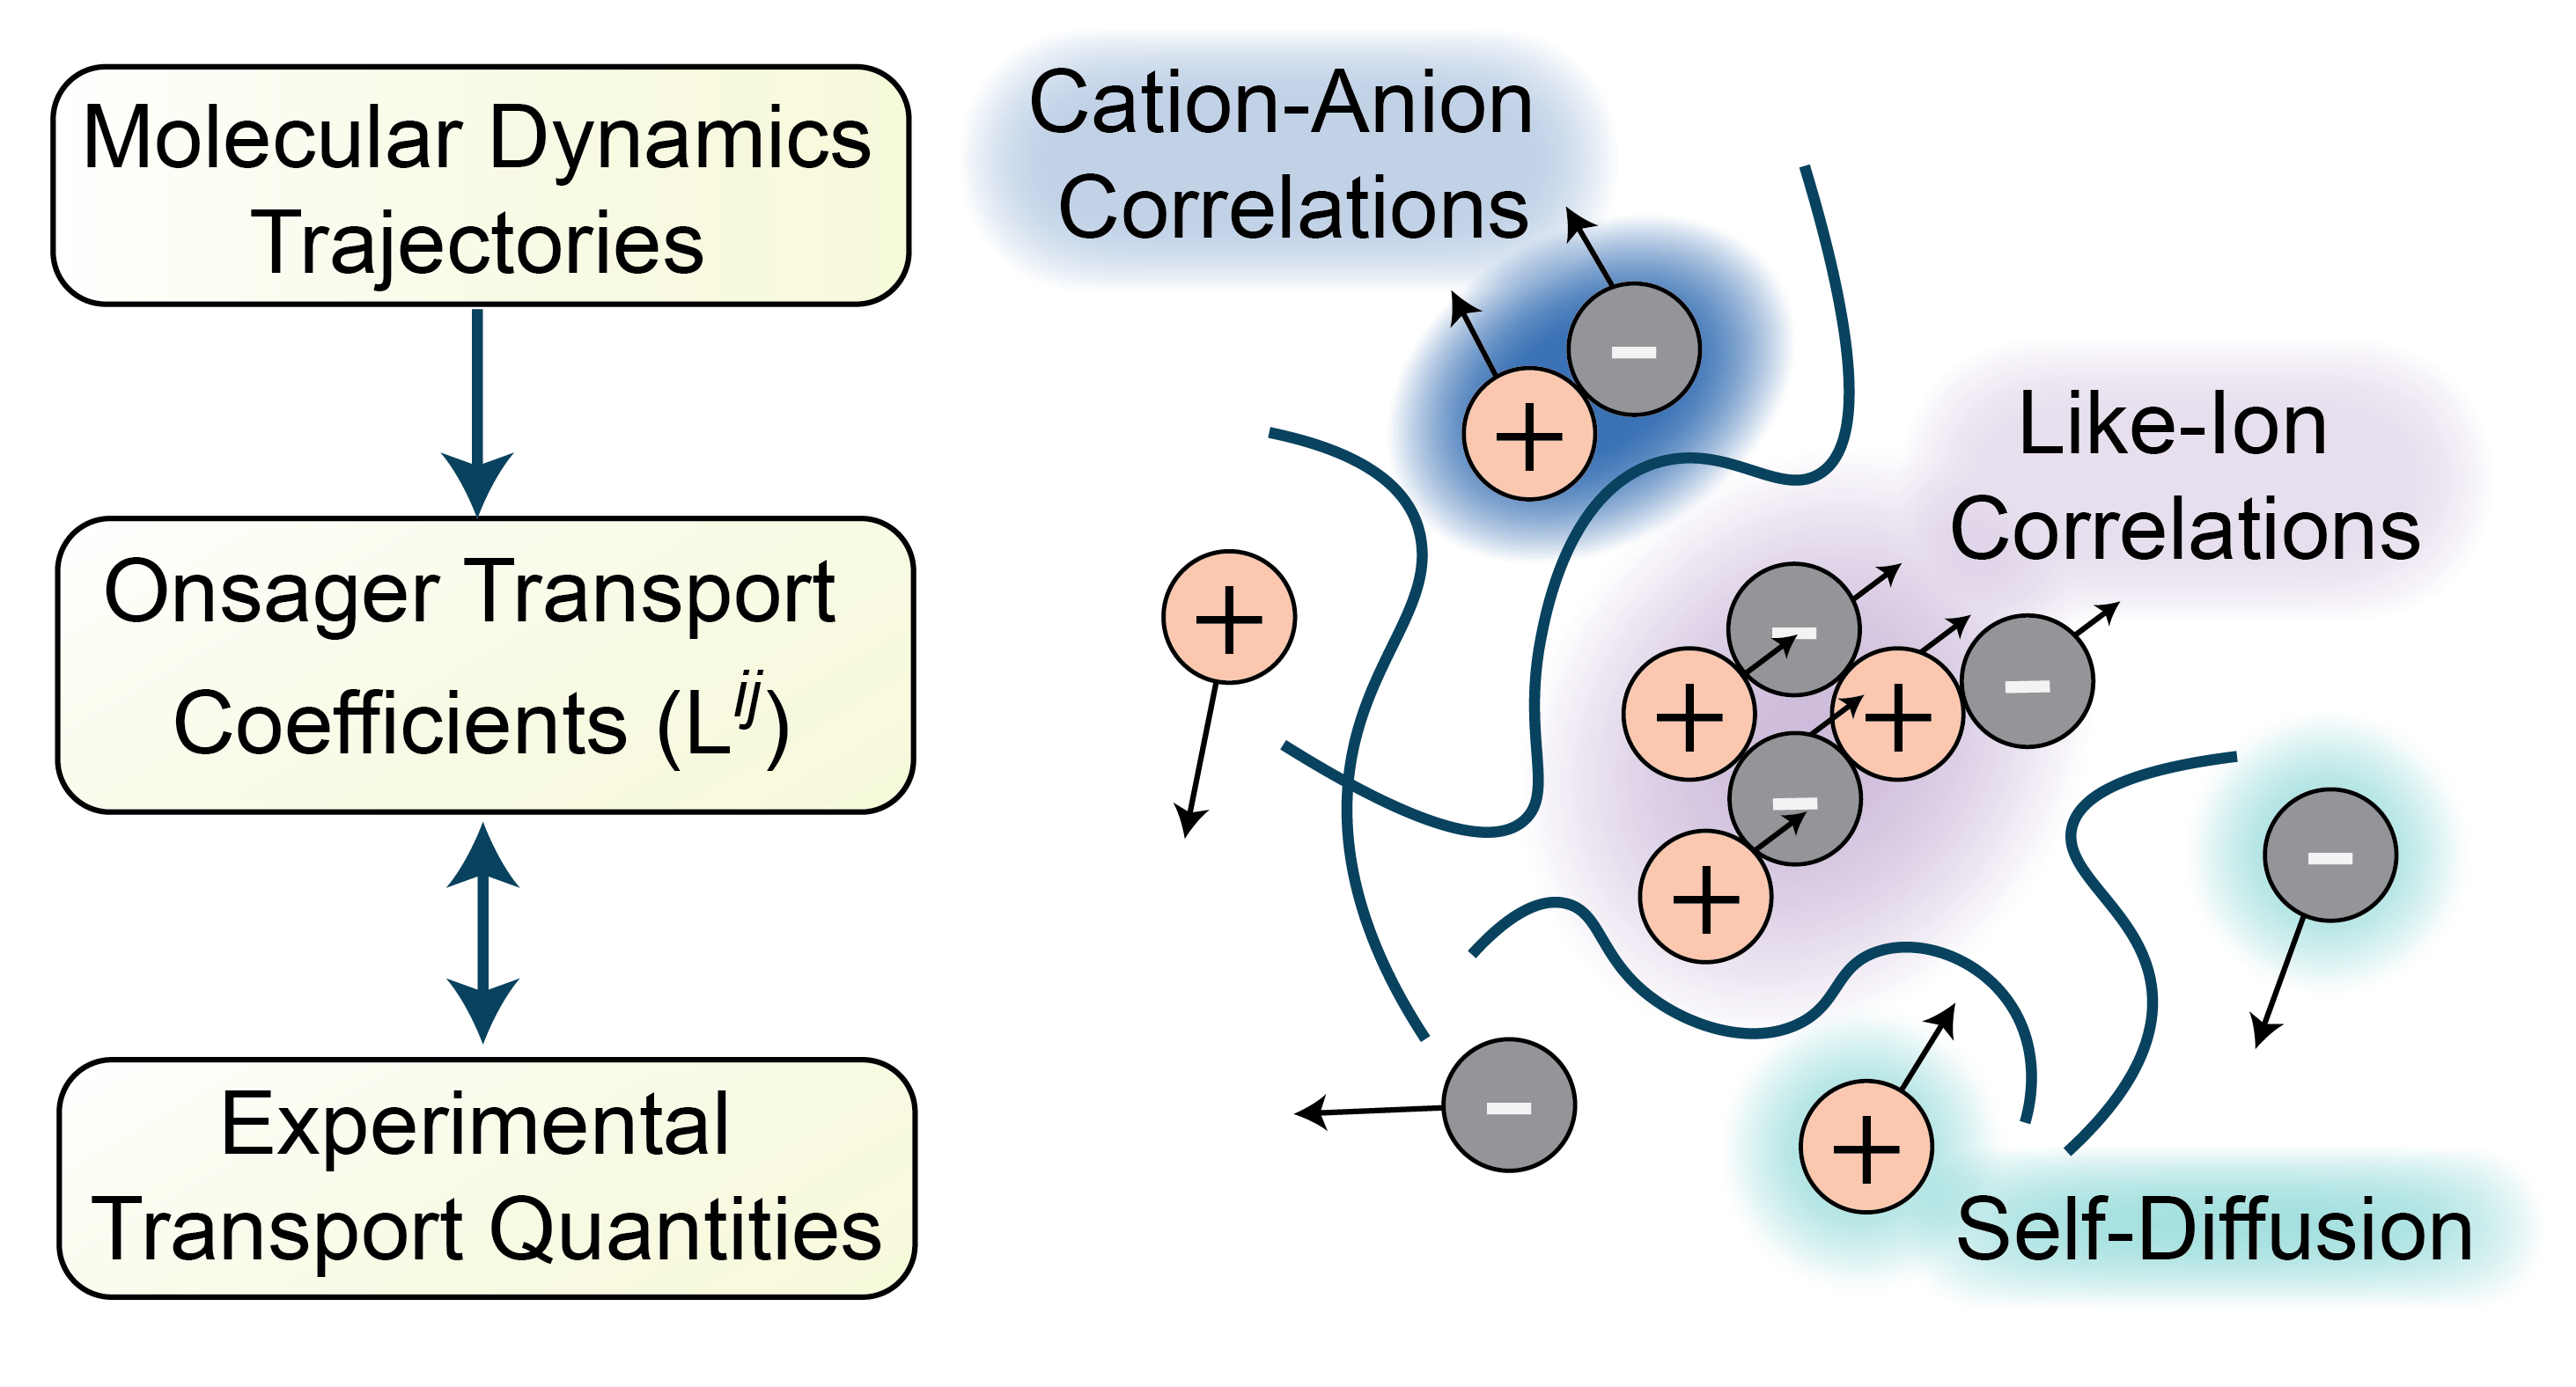 Molecular Dynamics
Trajectories
Onsager Transport
Coefficients (L^ij)
Experimental
Transport Quantities
Cation-Anion
Correlations
+
–
Like-Ion
Correlations
+
–
+
+
–
–
+
–
+
–
+
Self-Diffusion